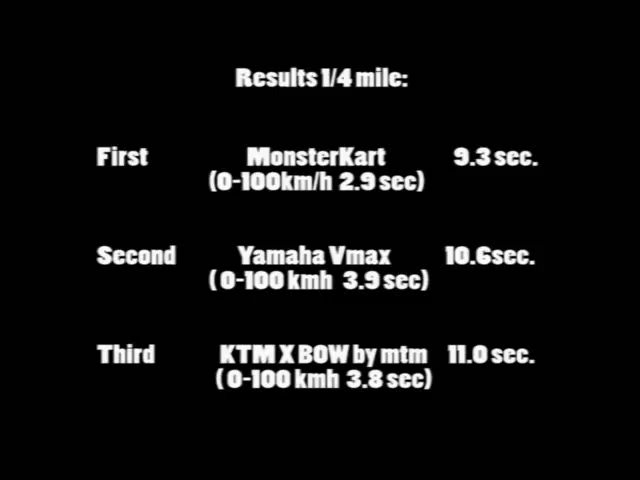 Results 1/4 mile:
First MonsterKart 9.3 sec.
(0-100km/h 2.9 sec)
Second Yamaha Vmax 10.6sec.
( 0-100 kmh 3.9 sec)
Third KTM X BOW by mtm 11.0 sec.
( 0-100 kmh 3.8 sec)